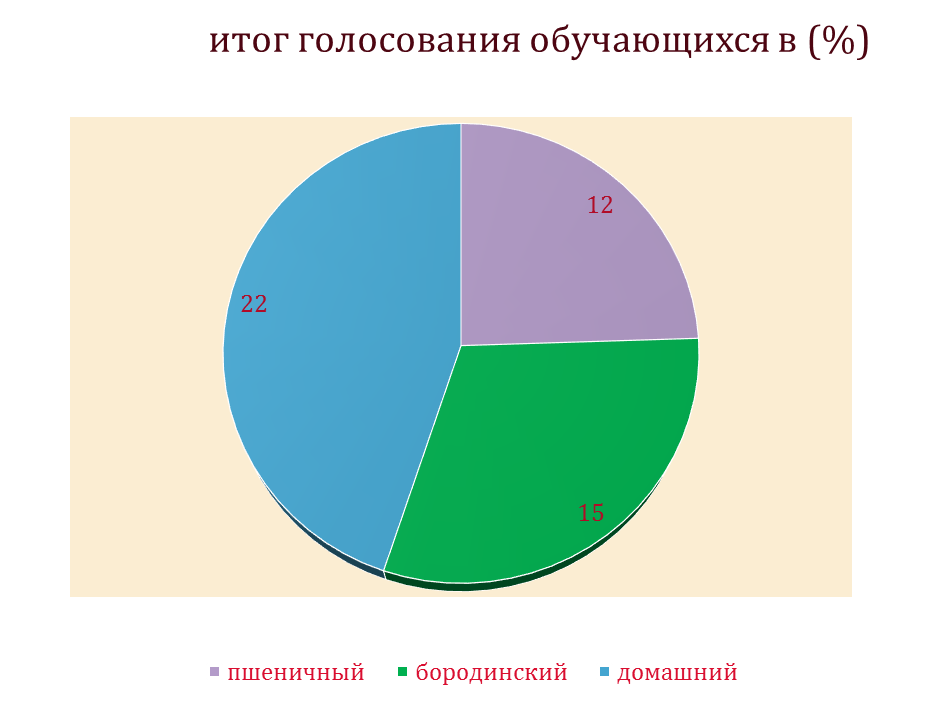 итог голосования обучающихся в (%)
12
22
15
пшеничный бородинский домашний